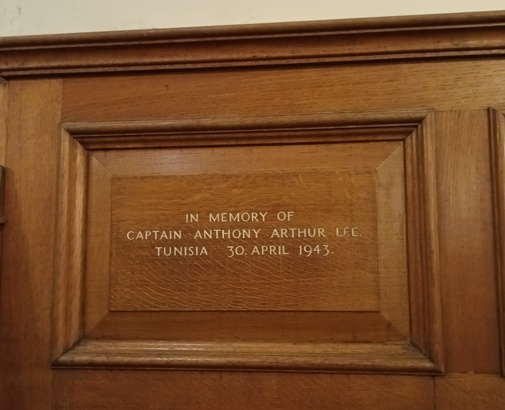 IN MEMORY OF
CAPTAIN ANTHONY ARTHUR LEE.
TUNISIA 30. APRIL 1943.